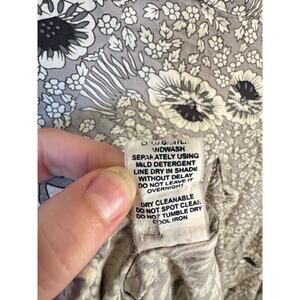 SEPARATELY USING
MILD DETERGENT
LINE DRY IN SHADE
WITHOUT DELAY
DO NOT LEAVE IT
OVERNIGHT
DRY CLEANABLE
DO NOT SPOT CLEAN
DO NOT TUMBLE DRY
COOL IRON